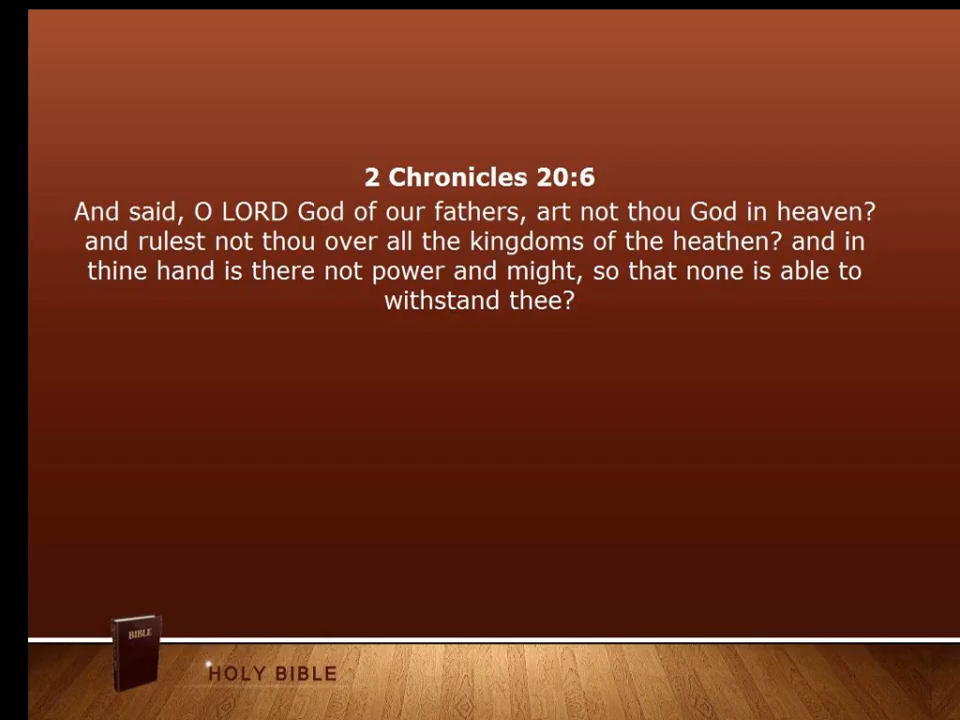 2 Chronicles 20:6
And said, O LORD God of our fathers, art not thou God in heaven?
and rulest not thou over all the kingdoms of the heathen? and in
thine hand is there not power and might, so that none is able to
withstand thee?
BIBLE
HOLY BIBLE